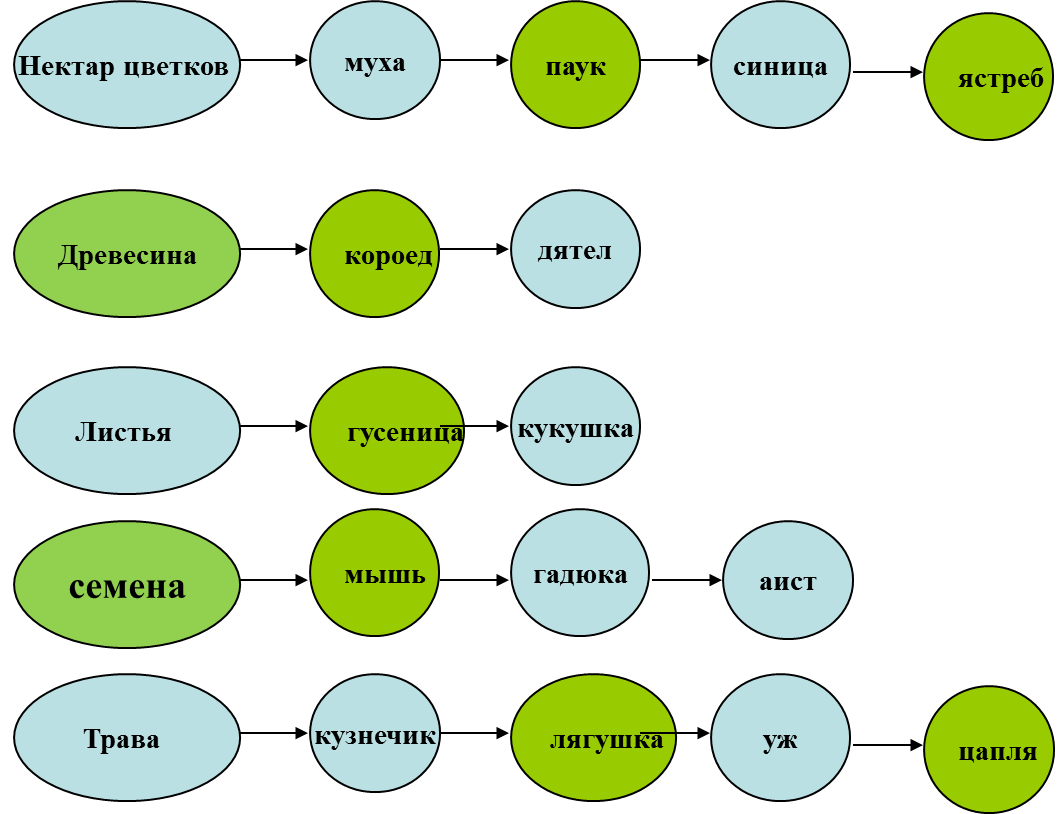 Нектар цветков муха паук синица ястреб
Древесина короед дятел
Листья гусеница кукушка
семена мышь гадюка аист
Трава кузнечик лягушка уж цапля